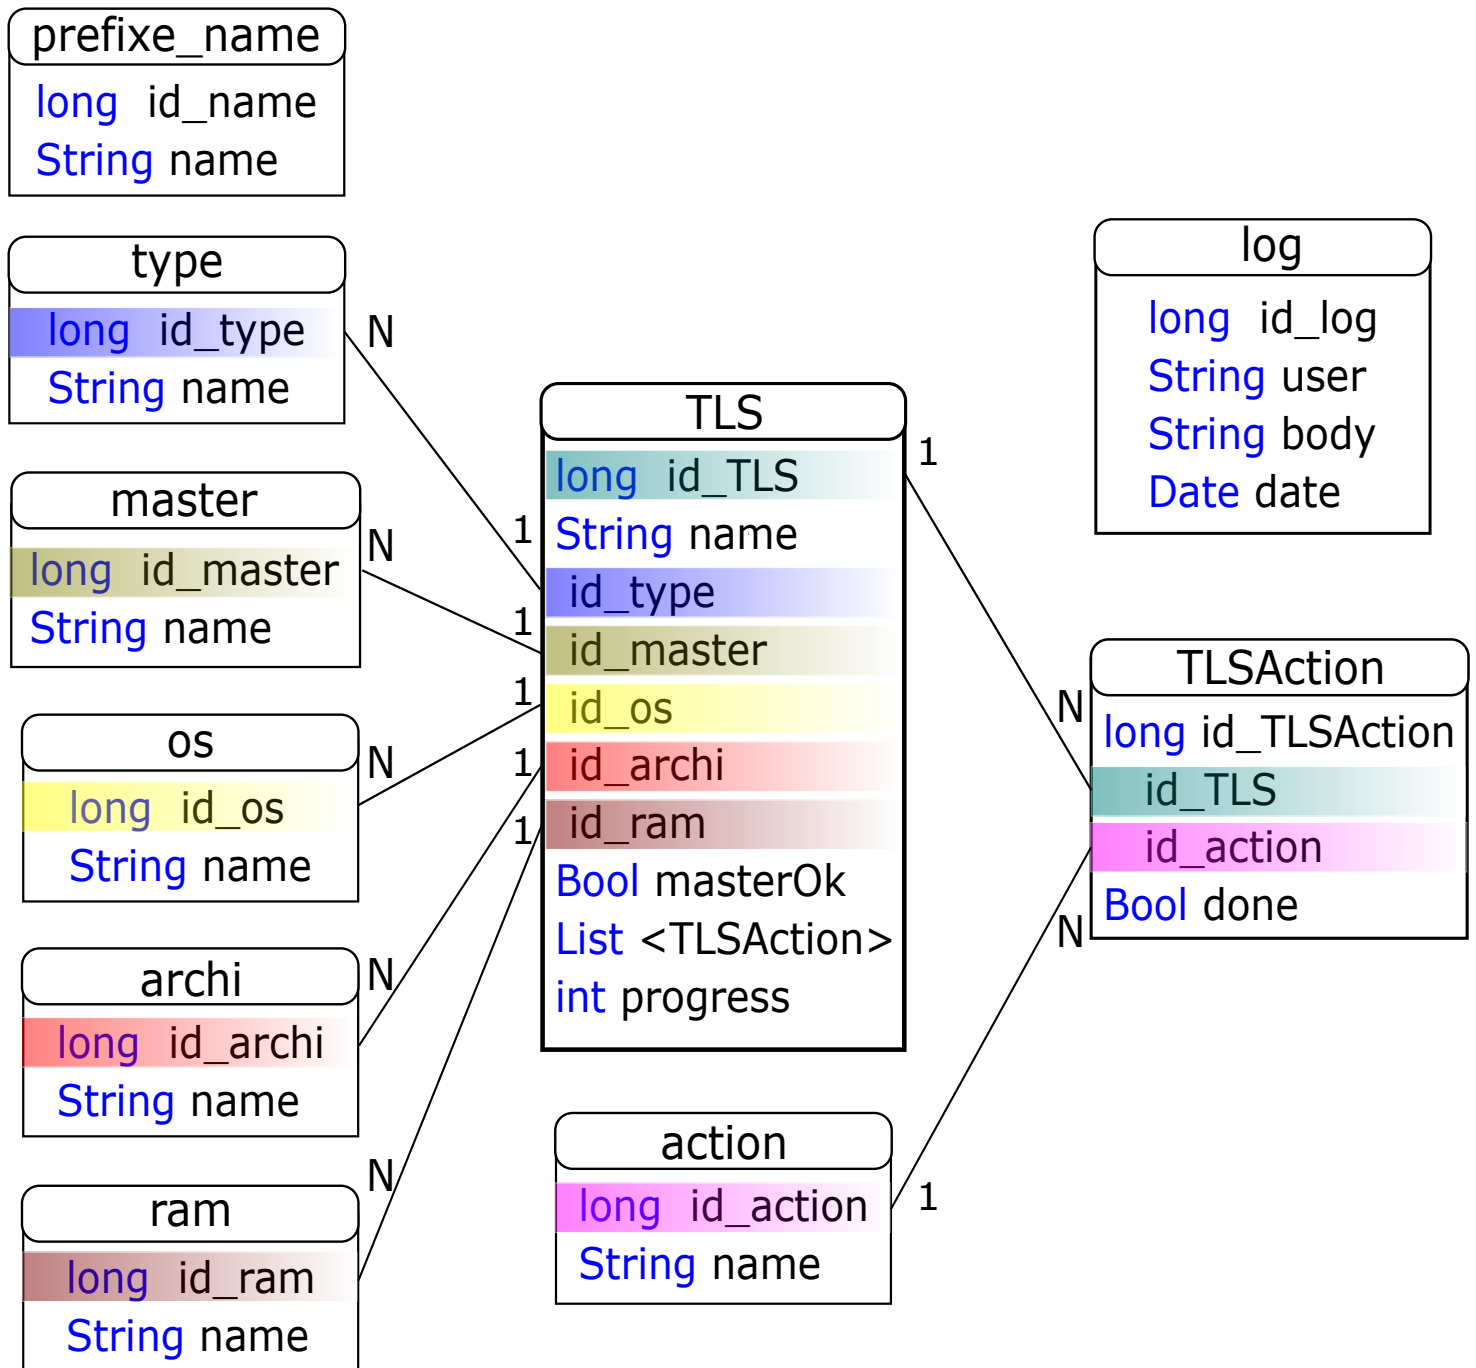 prefixe_name
long id_name
String name
type
long id_type
String name
N
master
long id_master
String name
N
os
long id_os
String name
N
archi
long id_archi
String name
N
ram
long id_ram
String name
N
TLS
long id_TLS
String name
id_type
id_master
id_os
id_archi
id_ram
Bool masterOk
List <TLSAction>
int progress
1
1
1
1
1
1
action
long id_action
String name
1
log
long id_log
String user
String body
Date date
TLSAction
long id_TLSAction
id_TLS
id_action
Bool done
N
N